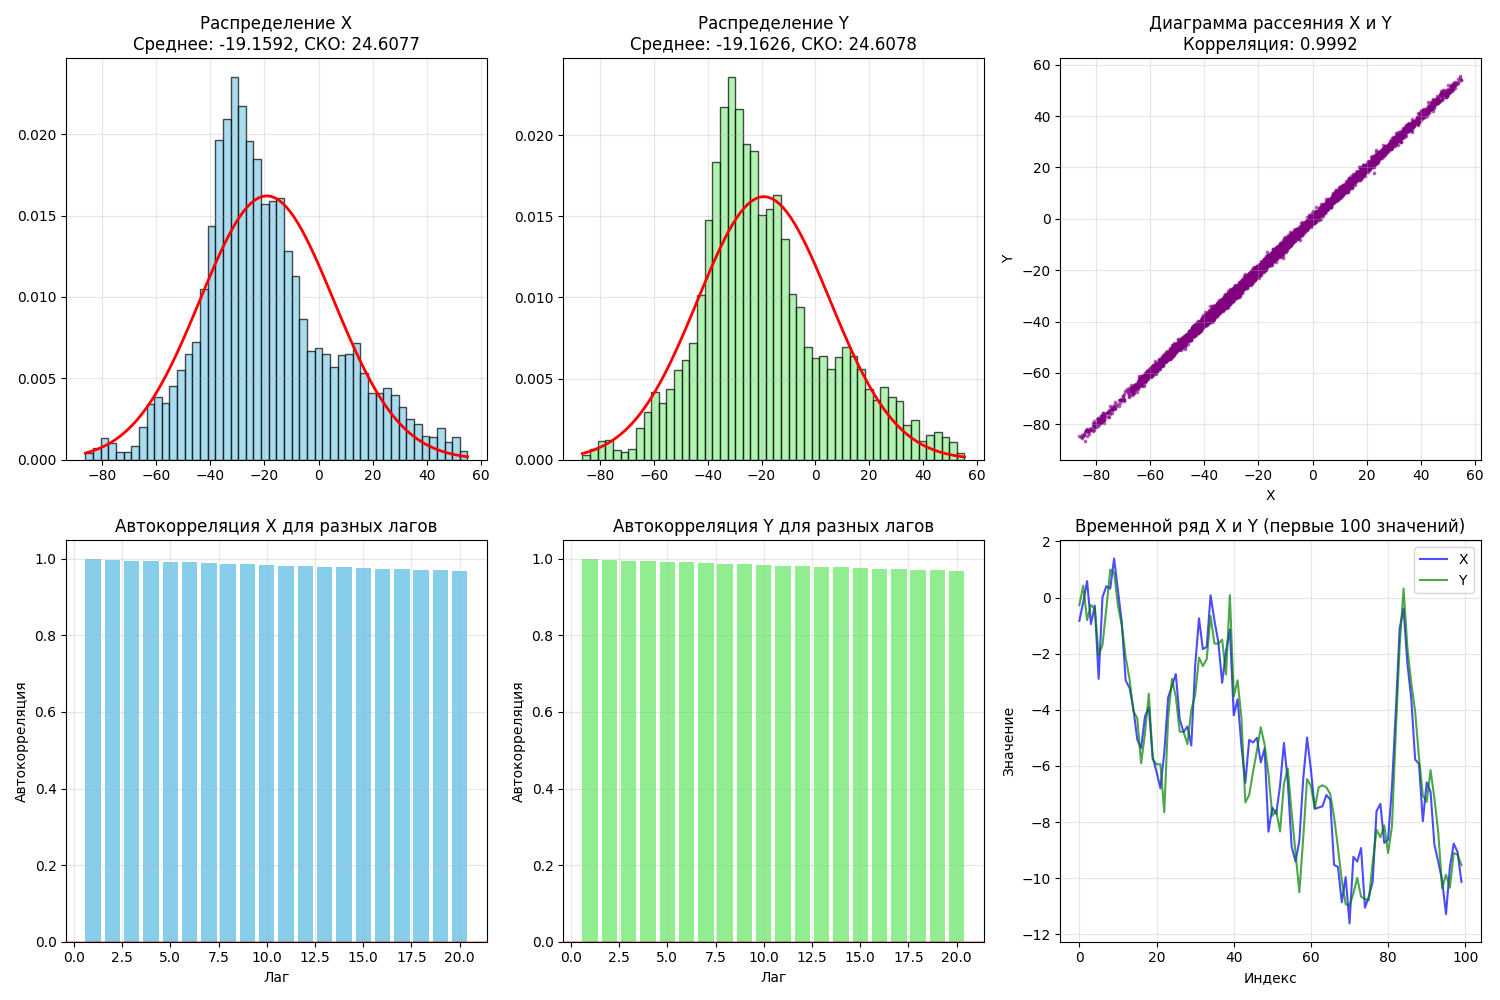 Распределение X
Среднее: -19.1592, СКО: 24.6077
0.020
0.015
0.010
0.005
0.000
−80 −60 −40 −20 0 20 40 60
Распределение Y
Среднее: -19.1626, СКО: 24.6078
0.020
0.015
0.010
0.005
0.000
−80 −60 −40 −20 0 20 40 60
Диаграмма рассеяния X и Y
Корреляция: 0.9992
Y
60
40
20
0
−20
−40
−60
−80
−80 −60 −40 −20 0 20 40 60
X
Автокорреляция X для разных лагов
Автокорреляция
1.0
0.8
0.6
0.4
0.2
0.0
0.0 2.5 5.0 7.5 10.0 12.5 15.0 17.5 20.0
Лаг
Автокорреляция Y для разных лагов
Автокорреляция
1.0
0.8
0.6
0.4
0.2
0.0
0.0 2.5 5.0 7.5 10.0 12.5 15.0 17.5 20.0
Лаг
Временной ряд X и Y (первые 100 значений)
X
Y
Значение
2
0
−2
−4
−6
−8
−10
−12
0 20 40 60 80 100
Индекс